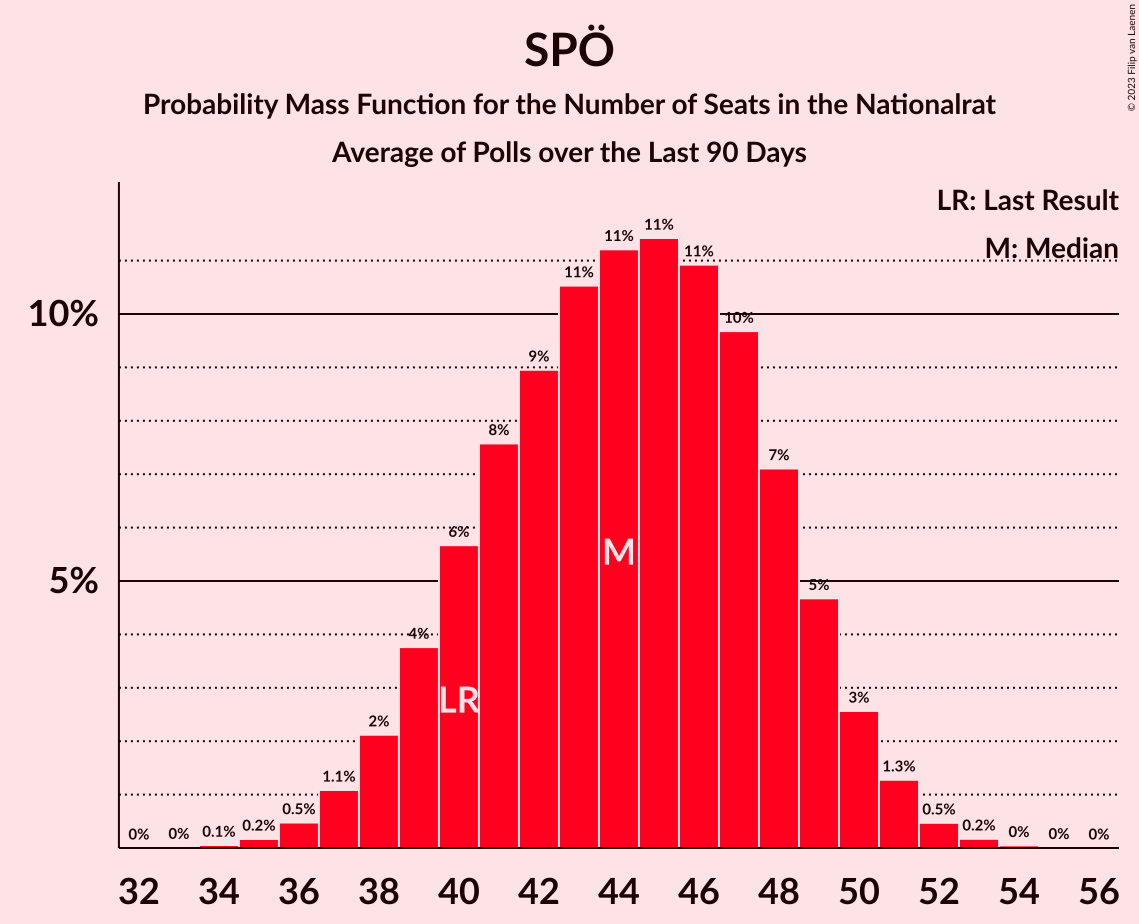 SPÖ
Probability Mass Function for the Number of Seats in the Nationalrat
Average of Polls over the Last 90 Days
© 2023 Filip van Laenen
LR: Last Result
M: Median
10%
5%
0% 0% 0.1% 0.2% 0.5% 1.1% 2% 4% 6% 8% 9% 11% 11% 11% 11% 10% 7% 5% 3% 1.3% 0.5% 0.2% 0% 0% 0%
M
LR
32 34 36 38 40 42 44 46 48 50 52 54 56